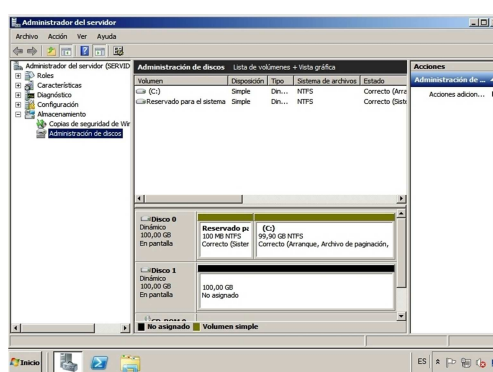 Administrador del servidor
Archivo Acción Ver Ayuda
Administrador del servidor (SERVID
Roles
Características
Diagnóstico
Configuración
Almacenamiento
Copias de seguridad de Wir
Administración de discos
Administración de discos Lista de volúmenes + Vista gráfica
Volumen Disposición Tipo Sistema de archivos Estado
(C:) Simple Din... NTFS Correcto (Arra
Reservado para el sistema Simple Din... NTFS Correcto (Siste
Disco 0
Dinámico
100,00 GB
En pantalla
Reservado pa
100 MB NTFS
Correcto (Sister
(C:)
99,90 GB NTFS
Correcto (Arranque, Archivo de paginación,
Disco 1
Dinámico
100,00 GB
En pantalla
100,00 GB
No asignado
CD-ROM 0
No asignado Volumen simple
Acciones
Administración de ...
Acciones adicion...
Inicio
ES